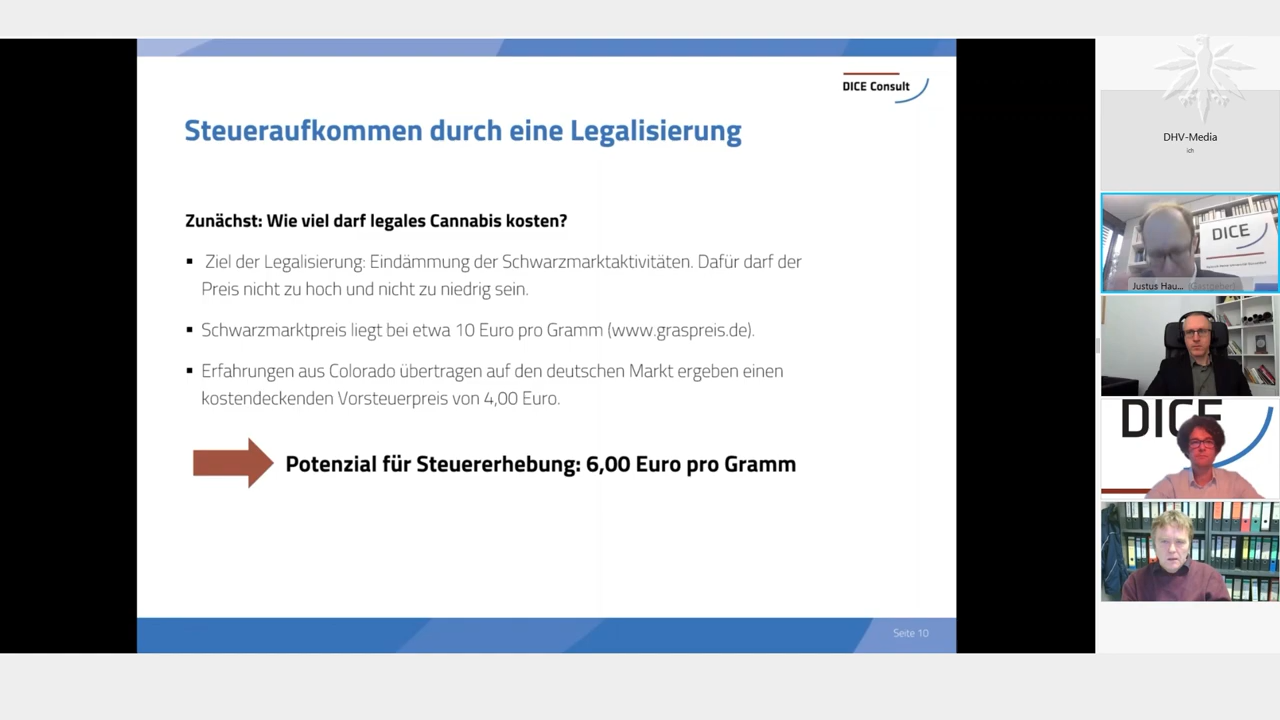 DICE Consult
Steueraufkommen durch eine Legalisierung
Zunächst: Wie viel darf legales Cannabis kosten?
▪ Ziel der Legalisierung: Eindämmung der Schwarzmarktaktivitäten. Dafür darf der
Preis nicht zu hoch und nicht zu niedrig sein.
▪ Schwarzmarktpreis liegt bei etwa 10 Euro pro Gramm (www.graspreis.de).
▪ Erfahrungen aus Colorado übertragen auf den deutschen Markt ergeben einen
kostendeckenden Vorsteuerpreis von 4,00 Euro.
Potenzial für Steuererhebung: 6,00 Euro pro Gramm
Seite 10
DHV-Media
ich
DICE
Justus Hau... (Gastgeber)
DICE